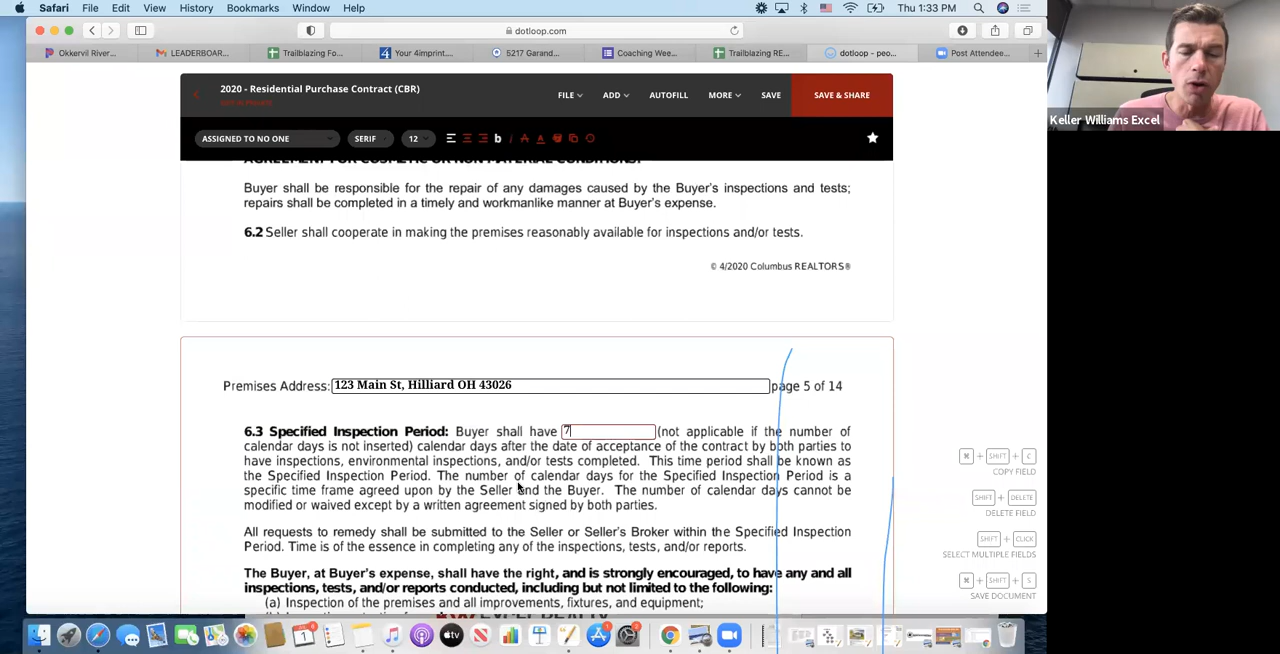 Safari File Edit View History Bookmarks Window Help Thu 1:33 PM
dotloop.com
Okkervil River... LEADERBOAR... Trailblazing Fo... Your 4imprint.... 5217 Garand... Coaching Wee... Trailblazing RE... dotloop - peo... Post Attendee...
Keller Williams Excel
2020 - Residential Purchase Contract (CBR)
FILE ADD AUTOFILL MORE SAVE SAVE & SHARE
ASSIGNED TO NO ONE SERIF 12 b i A A
AGREEMENT FOR COSMETIC OR NON-MATERIAL CONDITIONS.
Buyer shall be responsible for the repair of any damages caused by the Buyer's inspections and tests;
repairs shall be completed in a timely and workmanlike manner at Buyer's expense.
6.2 Seller shall cooperate in making the premises reasonably available for inspections and/or tests.
© 4/2020 Columbus REALTORS®
Premises Address: 123 Main St, Hilliard OH 43026 page 5 of 14
6.3 Specified Inspection Period: Buyer shall have 7 (not applicable if the number of
calendar days is not inserted) calendar days after the date of acceptance of the contract by both parties to
have inspections, environmental inspections, and/or tests completed. This time period shall be known as
the Specified Inspection Period. The number of calendar days for the Specified Inspection Period is a
specific time frame agreed upon by the Seller and the Buyer. The number of calendar days cannot be
modified or waived except by a written agreement signed by both parties.
All requests to remedy shall be submitted to the Seller or Seller's Broker within the Specified Inspection
Period. Time is of the essence in completing any of the inspections, tests, and/or reports.
The Buyer, at Buyer's expense, shall have the right, and is strongly encouraged, to have any and all
inspections, tests, and/or reports conducted, including but not limited to the following:
(a) Inspection of the premises and all improvements, fixtures, and equipment;
⌘ + SHIFT + C
COPY FIELD
SHIFT + DELETE
DELETE FIELD
SHIFT + CLICK
SELECT MULTIPLE FIELDS
⌘ + SHIFT + S
SAVE DOCUMENT